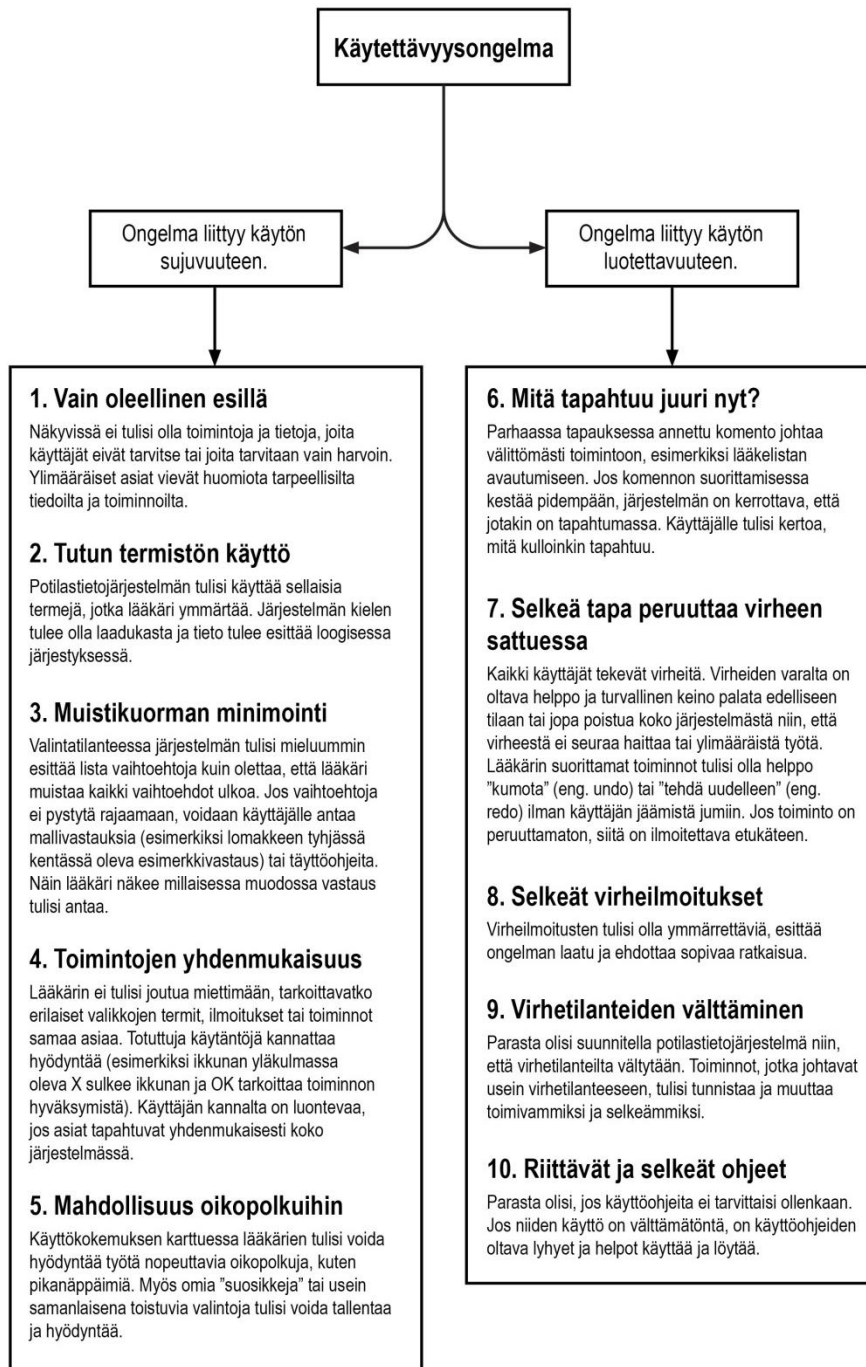 Käytettävyysongelma
Ongelma liittyy käytön
sujuvuuteen.
Ongelma liittyy käytön
luotettavuuteen.
1. Vain oleellinen esillä
Näkyvissä ei tulisi olla toimintoja ja tietoja, joita
käyttäjät eivät tarvitse tai joita tarvitaan vain harvoin.
Ylimääräiset asiat vievät huomiota tarpeellisilta
tiedoilta ja toiminnoilta.
2. Tutun termistön käyttö
Potilastietojärjestelmän tulisi käyttää sellaisia
termejä, jotka lääkäri ymmärtää. Järjestelmän kielen
tulee olla laadukasta ja tieto tulee esittää loogisessa
järjestyksessä.
3. Muistikuorman minimointi
Valintatilanteessa järjestelmän tulisi mieluummin
esittää lista vaihtoehtoja kuin olettaa, että lääkäri
muistaa kaikki vaihtoehdot ulkoa. Jos vaihtoehtoja
ei pystytä rajaamaan, voidaan käyttäjälle antaa
mallivastauksia (esimerkiksi lomakkeen tyhjässä
kentässä oleva esimerkkivastaus) tai täyttöohjeita.
Näin lääkäri näkee millaisessa muodossa vastaus
tulisi antaa.
4. Toimintojen yhdenmukaisuus
Lääkärin ei tulisi joutua miettimään, tarkoittavatko
erilaiset valikkojen termit, ilmoitukset tai toiminnot
samaa asiaa. Totuttuja käytäntöjä kannattaa
hyödyntää (esimerkiksi ikkunan yläkulmassa
oleva X sulkee ikkunan ja OK tarkoittaa toiminnon
hyväksymistä). Käyttäjän kannalta on luontevaa,
jos asiat tapahtuvat yhdenmukaisesti koko
järjestelmässä.
5. Mahdollisuus oikopolkuihin
Käyttökokemuksen karttuessa lääkärien tulisi voida
hyödyntää työtä nopeuttavia oikopolkuja, kuten
pikanäppäimiä. Myös omia ”suosikkeja” tai usein
samanlaisena toistuvia valintoja tulisi voida tallentaa
ja hyödyntää.
6. Mitä tapahtuu juuri nyt?
Parhaassa tapauksessa annettu komento johtaa
välittömästi toimintoon, esimerkiksi lääkelistan
avautumiseen. Jos komennon suorittamisessa
kestää pidempään, järjestelmän on kerrottava, että
jotakin on tapahtumassa. Käyttäjälle tulisi kertoa,
mitä kulloinkin tapahtuu.
7. Selkeä tapa peruuttaa virheen
sattuessa
Kaikki käyttäjät tekevät virheitä. Virheiden varalta on
oltava helppo ja turvallinen keino palata edelliseen
tilaan tai jopa poistua koko järjestelmästä niin, että
virheestä ei seuraa haittaa tai ylimääräistä työtä.
Lääkärin suorittamat toiminnot tulisi olla helppo
”kumota” (eng. undo) tai ”tehdä uudelleen” (eng.
redo) ilman käyttäjän jäämistä jumiin. Jos toiminto on
peruuttamaton, siitä on ilmoitettava etukäteen.
8. Selkeät virheilmoitukset
Virheilmoitusten tulisi olla ymmärrettäviä, esittää
ongelman laatu ja ehdottaa sopivaa ratkaisua.
9. Virhetilanteiden välttäminen
Parasta olisi suunnitella potilastietojärjestelmä niin,
että virhetilanteilta vältytään. Toiminnot, jotka johtavat
usein virhetilanteeseen, tulisi tunnistaa ja muuttaa
toimivammiksi ja selkeämmiksi.
10. Riittävät ja selkeät ohjeet
Parasta olisi, jos käyttöohjeita ei tarvittaisi ollenkaan.
Jos niiden käyttö on välttämätöntä, on käyttöohjeiden
oltava lyhyet ja helpot käyttää ja löytää.